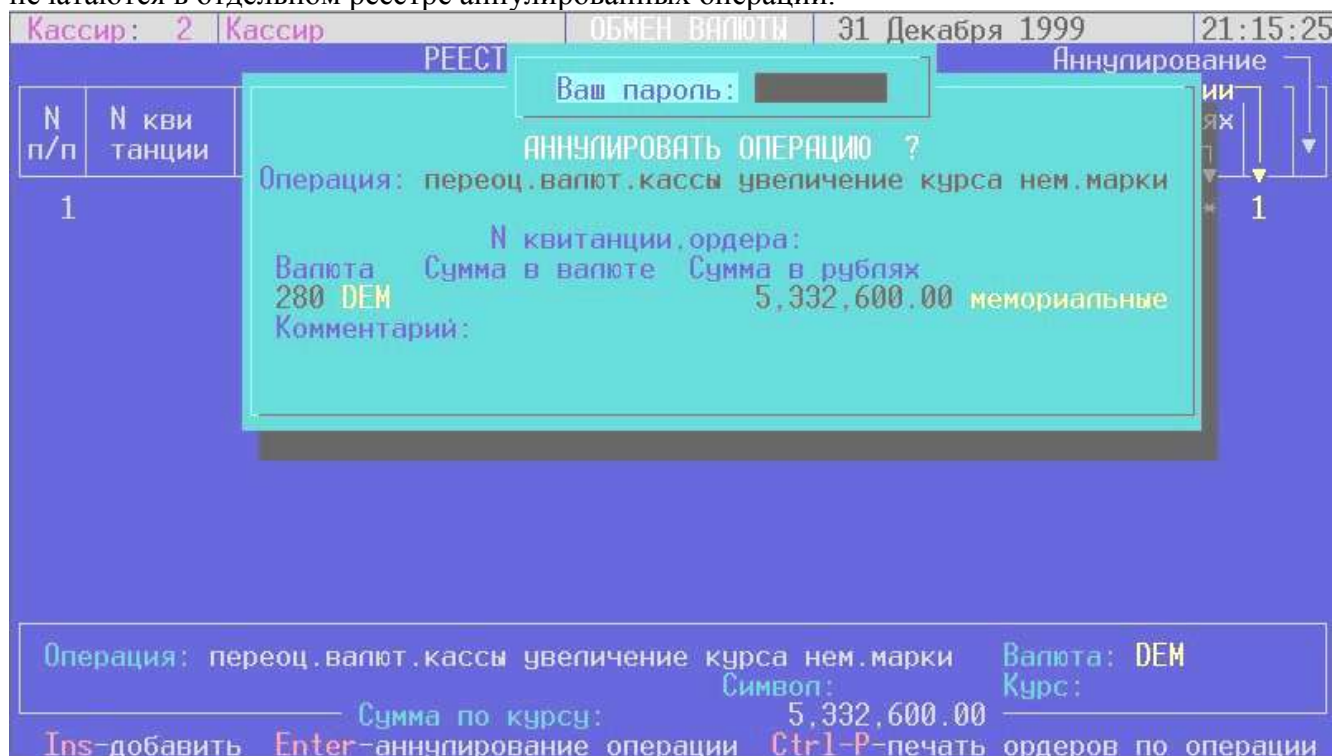 печатаются в отдельном реестре аннулированных операций.
Кассир: 2 Кассир ОБМЕН ВАЛЮТЫ 31 Декабря 1999 21:15:25
РЕЕСТ Аннулирование
Ваш пароль:
ии
N N кви ях
п/п танции
АННУЛИРОВАТЬ ОПЕРАЦИЮ ?
Операция: переоц.валют.кассы увеличение курса нем.марки
1 * 1
N квитанции.ордера:
Валюта Сумма в валюте Сумма в рублях
280 DEM 5,332,600.00 мемориальные
Комментарий:
Операция: переоц.валют.кассы увеличение курса нем.марки Валюта: DEM
Символ: Курс:
Сумма по курсу: 5,332,600.00
Ins-добавить Enter-аннулирование операции Ctrl-P-печать ордеров по операции